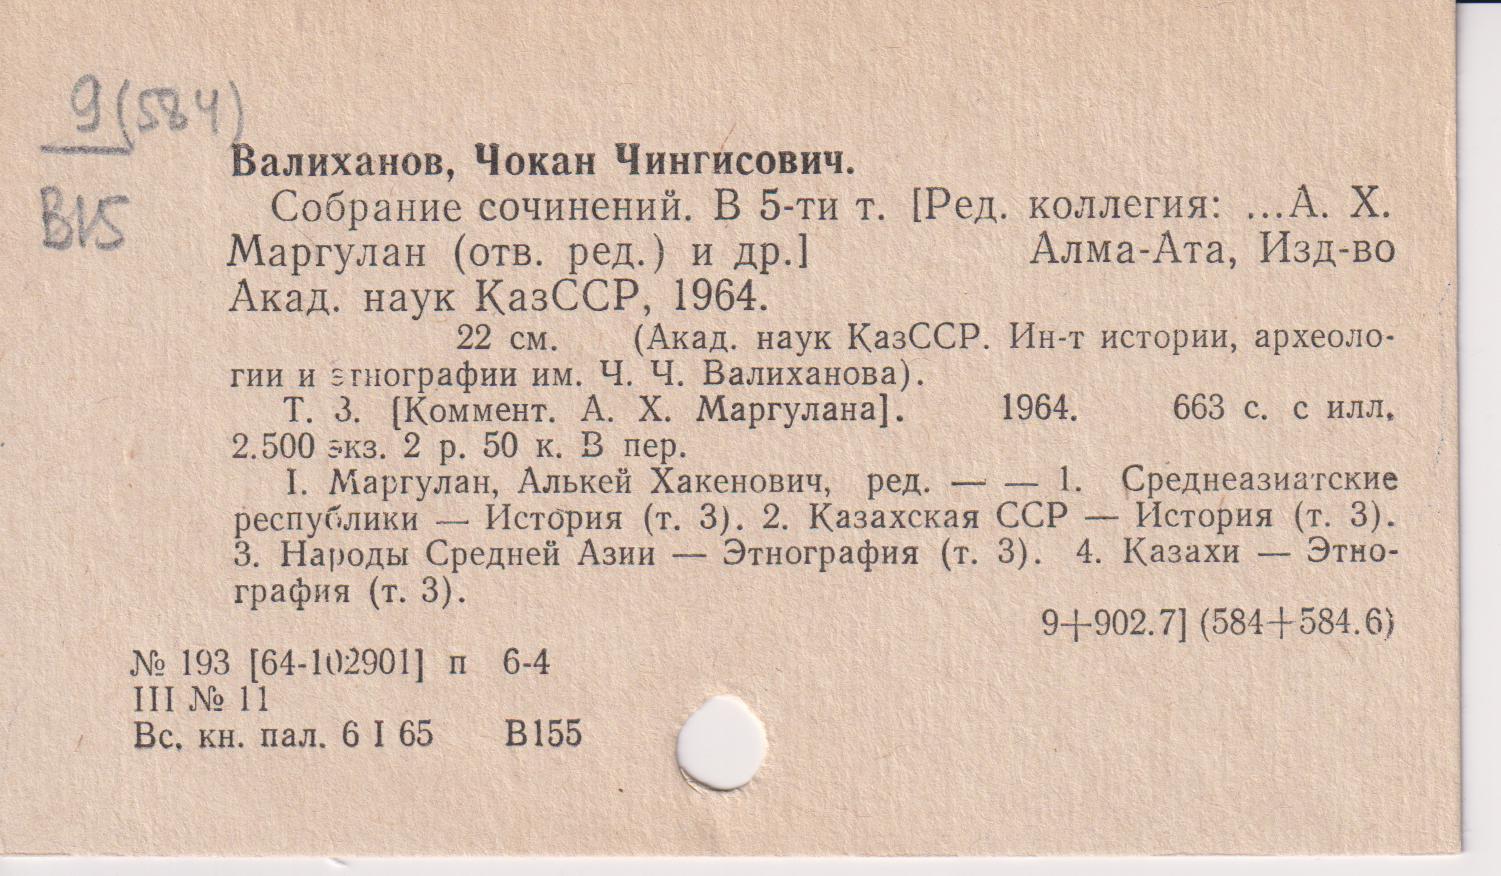 9(584)
В15
Валиханов, Чокан Чингисович.
Собрание сочинений. В 5-ти т. [Ред. коллегия: ...А. Х.
Маргулан (отв. ред.) и др.] Алма-Ата, Изд-во
Акад. наук КазССР, 1964.
22 см. (Акад. наук КазССР. Ин-т истории, археоло-
гии и этнографии им. Ч. Ч. Валиханова).
Т. 3. [Коммент. А. Х. Маргулана]. 1964. 663 с. с илл.
2.500 экз. 2 р. 50 к. В пер.
I. Маргулан, Алькей Хакенович, ред. — — 1. Среднеазиатские
республики — История (т. 3). 2. Казахская ССР — История (т. 3).
3. Народы Средней Азии — Этнография (т. 3). 4. Казахи — Этно-
графия (т. 3).
9+902.7] (584+584.6)
№ 193 [64-102901] п 6-4
III № 11
Вс. кн. пал. 6 I 65 В155